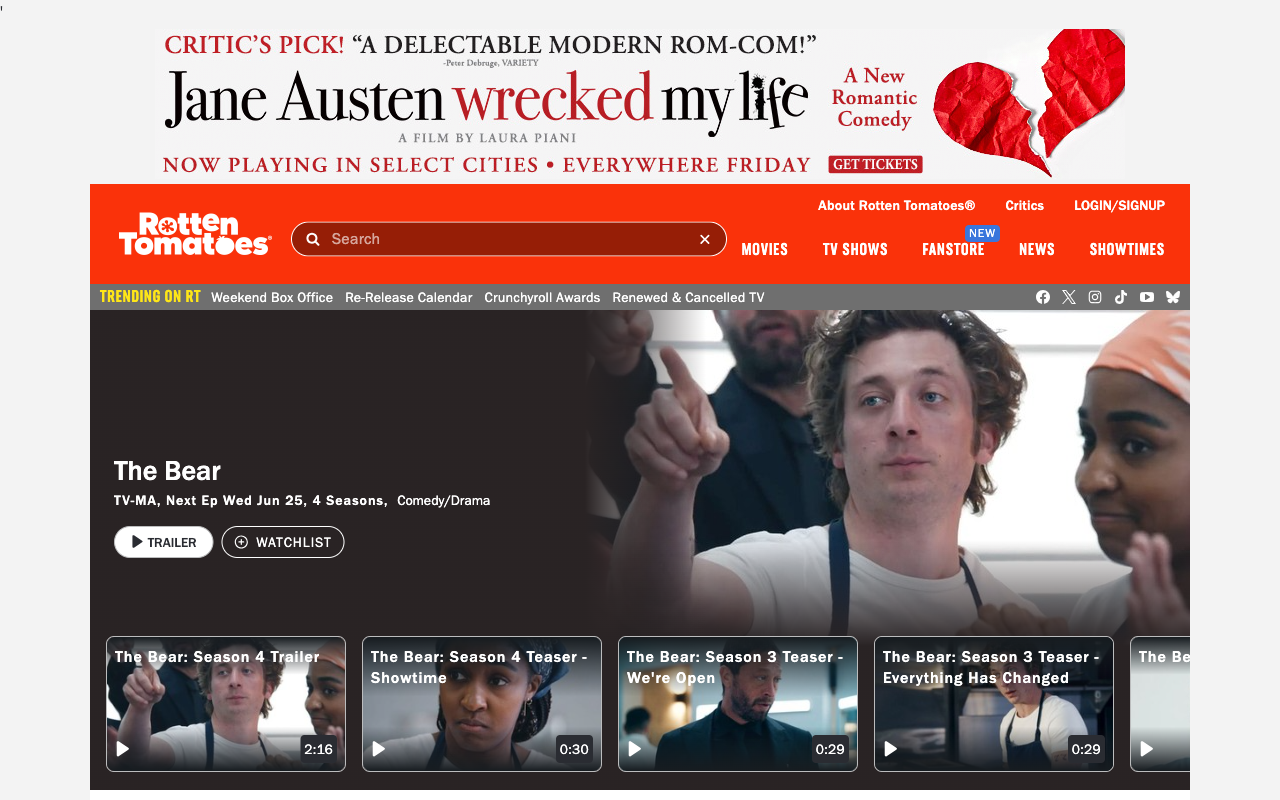 '
CRITIC'S PICK! “A DELECTABLE MODERN ROM-COM!”
-Peter Debruge, VARIETY
Jane Austen wrecked my life
A FILM BY LAURA PIANI
NOW PLAYING IN SELECT CITIES • EVERYWHERE FRIDAY
A New
Romantic
Comedy
GET TICKETS
Rotten
Tomatoes®
Search
About Rotten Tomatoes®
Critics
LOGIN/SIGNUP
MOVIES
TV SHOWS
FANSTORE
NEW
NEWS
SHOWTIMES
TRENDING ON RT
Weekend Box Office
Re-Release Calendar
Crunchyroll Awards
Renewed & Cancelled TV
The Bear
TV-MA, Next Ep Wed Jun 25, 4 Seasons, Comedy/Drama
TRAILER
WATCHLIST
The Bear: Season 4 Trailer
2:16
The Bear: Season 4 Teaser -
Showtime
0:30
The Bear: Season 3 Teaser -
We're Open
0:29
The Bear: Season 3 Teaser -
Everything Has Changed
0:29
The Be